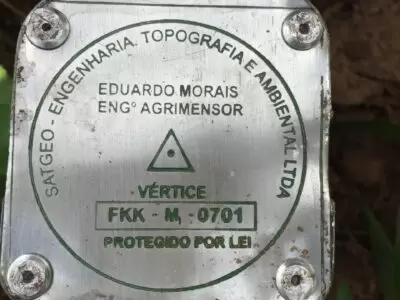 SATGEO - ENGENHARIA, TOPOGRAFIA E AMBIENTAL LTDA
EDUARDO MORAIS
ENGº AGRIMENSOR
VÉRTICE
FKK - M, -0701
PROTEGIDO POR LEI